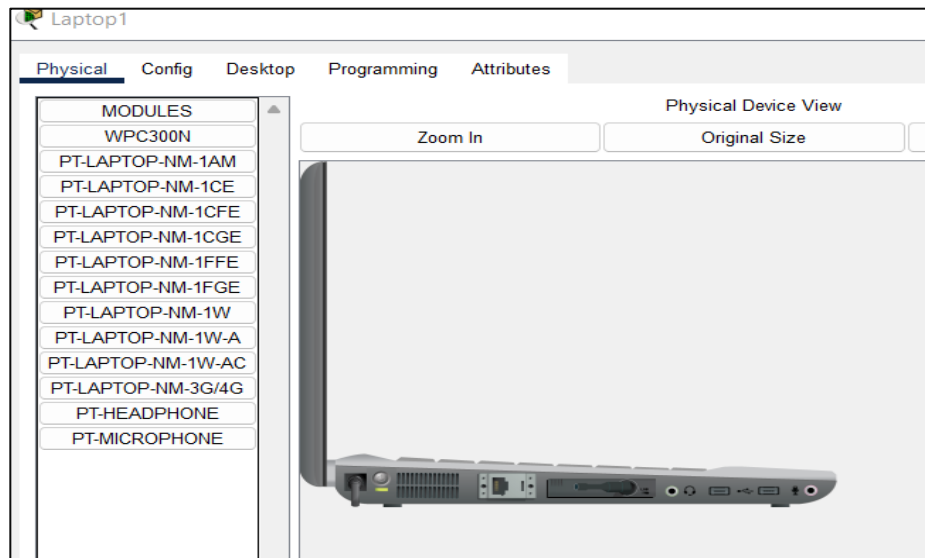 Laptop1
Physical Config Desktop Programming Attributes
MODULES
WPC300N
PT-LAPTOP-NM-1AM
PT-LAPTOP-NM-1CE
PT-LAPTOP-NM-1CFE
PT-LAPTOP-NM-1CGE
PT-LAPTOP-NM-1FFE
PT-LAPTOP-NM-1FGE
PT-LAPTOP-NM-1W
PT-LAPTOP-NM-1W-A
PT-LAPTOP-NM-1W-AC
PT-LAPTOP-NM-3G/4G
PT-HEADPHONE
PT-MICROPHONE
Physical Device View
Zoom In Original Size